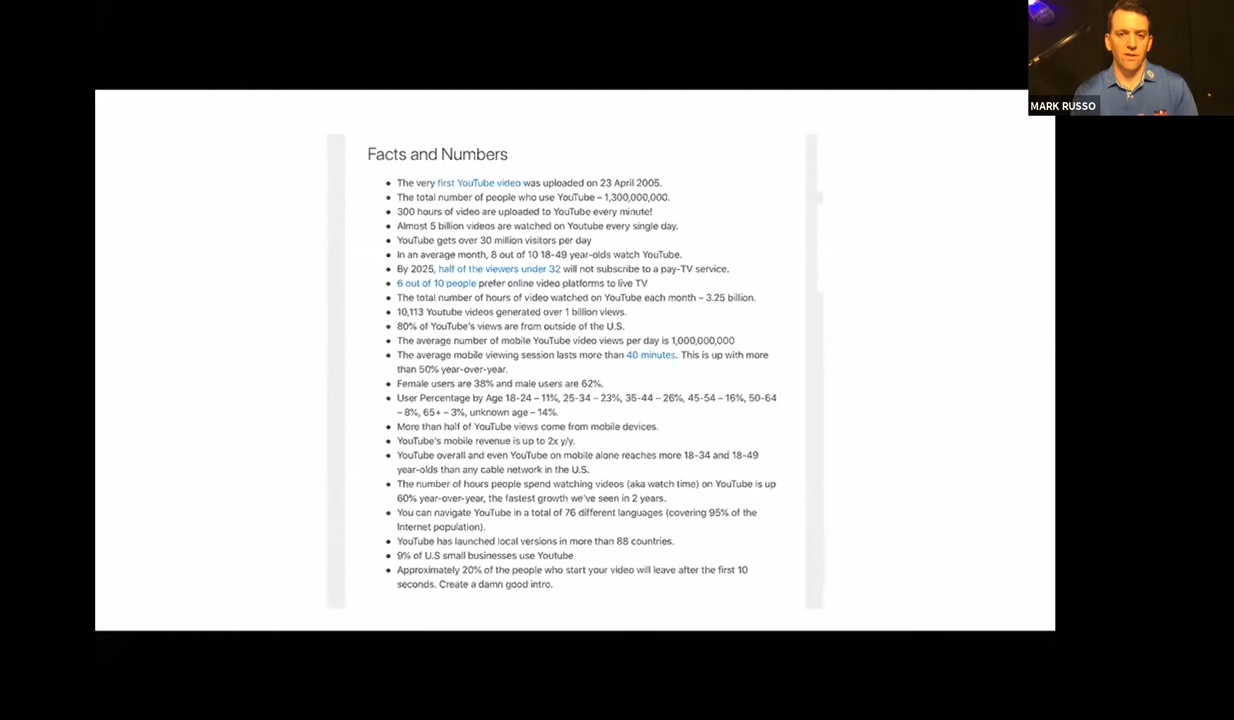 MARK RUSSO
Facts and Numbers
• The very first YouTube video was uploaded on 23 April 2005.
• The total number of people who use YouTube – 1,300,000,000.
• 300 hours of video are uploaded to YouTube every minute!
• Almost 5 billion videos are watched on Youtube every single day.
• YouTube gets over 30 million visitors per day
• In an average month, 8 out of 10 18-49 year-olds watch YouTube.
• By 2025, half of the viewers under 32 will not subscribe to a pay-TV service.
• 6 out of 10 people prefer online video platforms to live TV
• The total number of hours of video watched on YouTube each month – 3.25 billion.
• 10,113 Youtube videos generated over 1 billion views.
• 80% of YouTube's views are from outside of the U.S.
• The average number of mobile YouTube video views per day is 1,000,000,000
• The average mobile viewing session lasts more than 40 minutes. This is up with more
than 50% year-over-year.
• Female users are 38% and male users are 62%.
• User Percentage by Age 18-24 – 11%, 25-34 – 23%, 35-44 – 26%, 45-54 – 16%, 50-64
– 8%, 65+ – 3%, unknown age – 14%.
• More than half of YouTube views come from mobile devices.
• YouTube's mobile revenue is up to 2x y/y.
• YouTube overall and even YouTube on mobile alone reaches more 18-34 and 18-49
year-olds than any cable network in the U.S.
• The number of hours people spend watching videos (aka watch time) on YouTube is up
60% year-over-year, the fastest growth we've seen in 2 years.
• You can navigate YouTube in a total of 76 different languages (covering 95% of the
Internet population).
• YouTube has launched local versions in more than 88 countries.
• 9% of U.S small businesses use Youtube
• Approximately 20% of the people who start your video will leave after the first 10
seconds. Create a damn good intro.